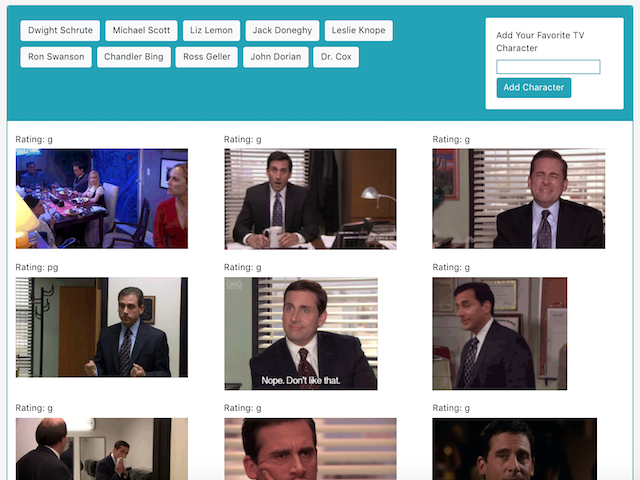 Dwight Schrute Michael Scott Liz Lemon Jack Doneghy Leslie Knope
Ron Swanson Chandler Bing Ross Geller John Dorian Dr. Cox
Add Your Favorite TV
Character
Add Character
Rating: g Rating: g Rating: g
Rating: pg Rating: g Rating: g
OMG
Nope. Don't like that.
Rating: g Rating: g Rating: g